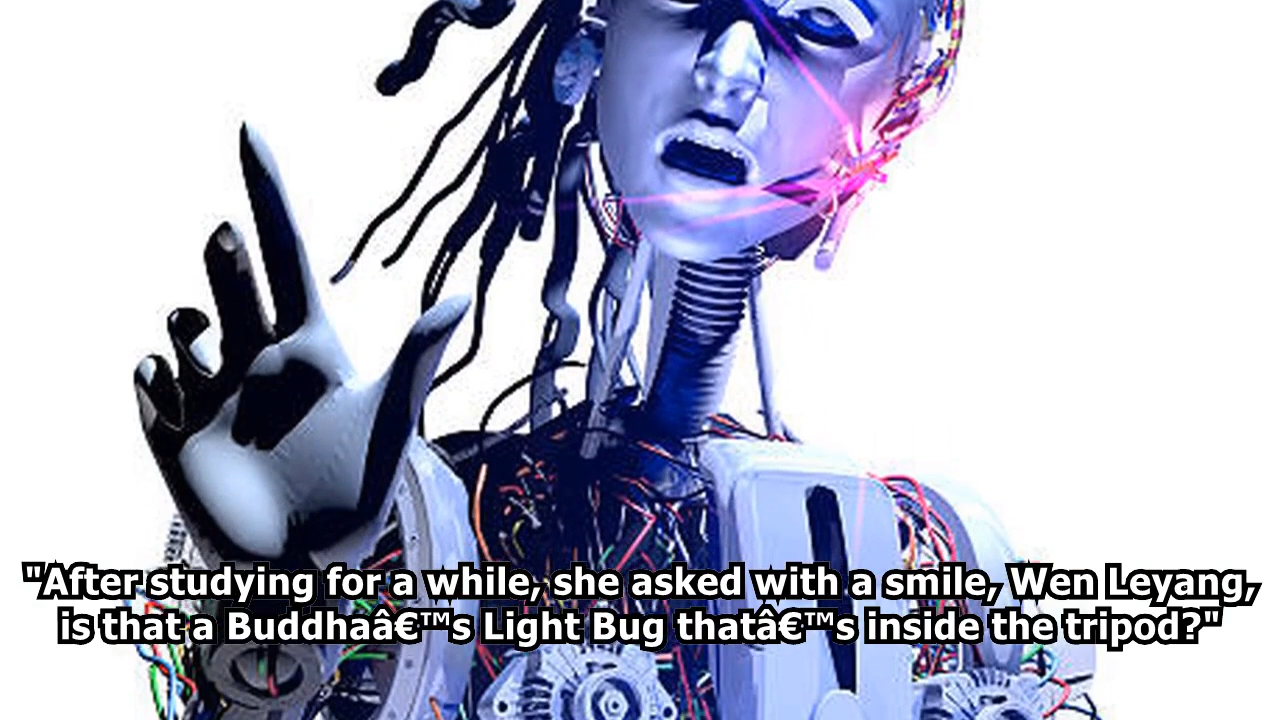 "After studying for a while, she asked with a smile, Wen Leyang,
is that a Buddhaâ€™s Light Bug thatâ€™s inside the tripod?"